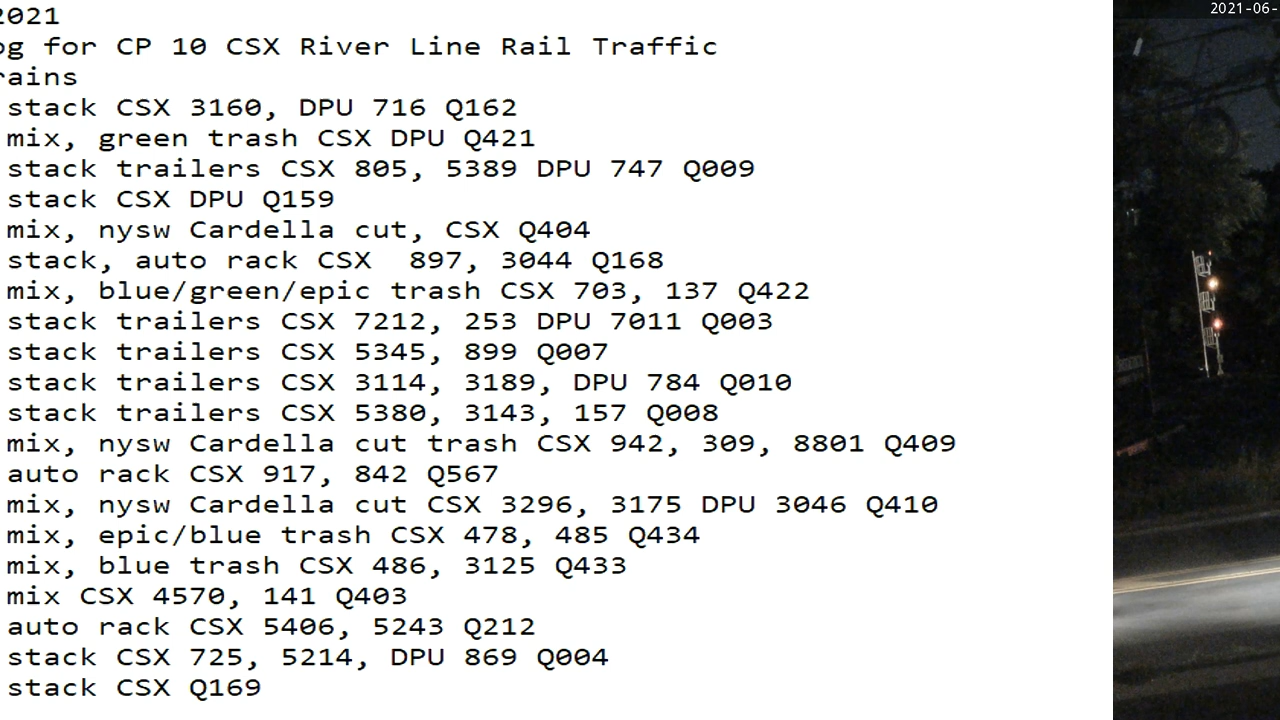 2021
og for CP 10 CSX River Line Rail Traffic
rains
stack CSX 3160, DPU 716 Q162
mix, green trash CSX DPU Q421
stack trailers CSX 805, 5389 DPU 747 Q009
stack CSX DPU Q159
mix, nysw Cardella cut, CSX Q404
stack, auto rack CSX  897, 3044 Q168
mix, blue/green/epic trash CSX 703, 137 Q422
stack trailers CSX 7212, 253 DPU 7011 Q003
stack trailers CSX 5345, 899 Q007
stack trailers CSX 3114, 3189, DPU 784 Q010
stack trailers CSX 5380, 3143, 157 Q008
mix, nysw Cardella cut trash CSX 942, 309, 8801 Q409
auto rack CSX 917, 842 Q567
mix, nysw Cardella cut CSX 3296, 3175 DPU 3046 Q410
mix, epic/blue trash CSX 478, 485 Q434
mix, blue trash CSX 486, 3125 Q433
mix CSX 4570, 141 Q403
auto rack CSX 5406, 5243 Q212
stack CSX 725, 5214, DPU 869 Q004
stack CSX Q169
2021-06-